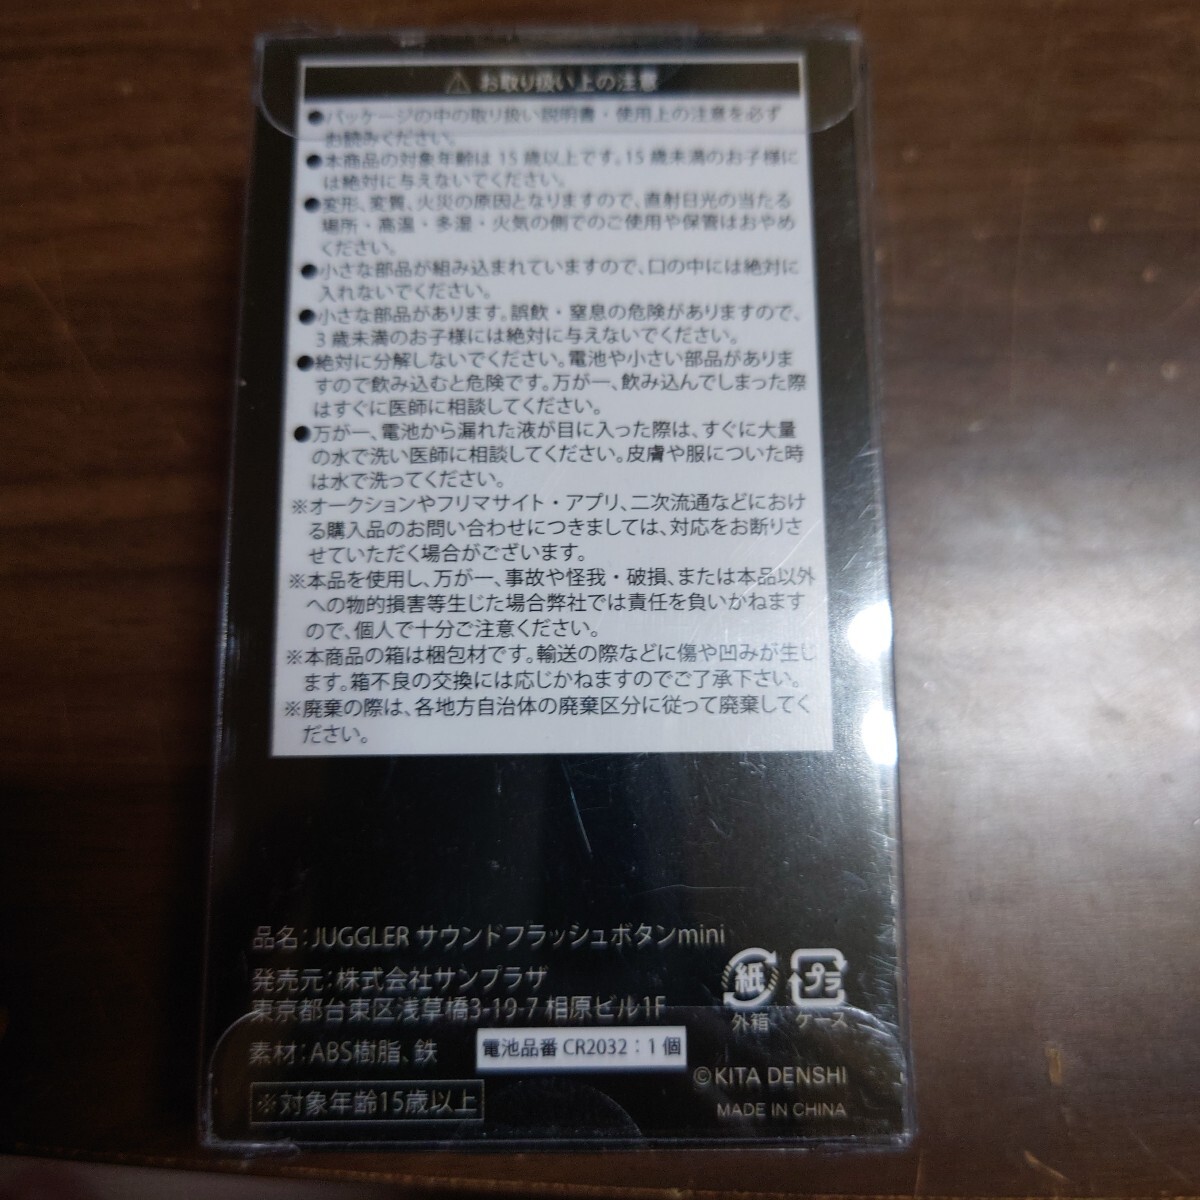 ⚠ お取り扱い上の注意
●パッケージの中の取り扱い説明書・使用上の注意を必ず
お読みください。
●本商品の対象年齢は 15 歳以上です。15 歳未満のお子様に
は絶対に与えないでください。
●変形、変質、火災の原因となりますので、直射日光の当たる
場所・高温・多湿・火気の側でのご使用や保管はおやめ
ください。
●小さな部品が組み込まれていますので、口の中には絶対に
入れないでください。
●小さな部品があります。誤飲・窒息の危険がありますので、
3 歳未満のお子様には絶対に与えないでください。
●絶対に分解しないでください。電池や小さい部品がありま
すので飲み込むと危険です。万が一、飲み込んでしまった際
はすぐに医師に相談してください。
●万が一、電池から漏れた液が目に入った際は、すぐに大量
の水で洗い医師に相談してください。皮膚や服についた時
は水で洗ってください。
※オークションやフリマサイト・アプリ、二次流通などにおけ
る購入品のお問い合わせにつきましては、対応をお断りさ
せていただく場合がございます。
※本品を使用し、万が一、事故や怪我・破損、または本品以外
への物的損害等生じた場合弊社では責任を負いかねます
ので、個人で十分ご注意ください。
※本商品の箱は梱包材です。輸送の際などに傷や凹みが生じ
ます。箱不良の交換には応じかねますのでご了承下さい。
※廃棄の際は、各地方自治体の廃棄区分に従って廃棄してく
ださい。
品名：JUGGLER サウンドフラッシュボタンmini
発売元：株式会社サンプラザ
東京都台東区浅草橋3-19-7 相原ビル1F
紙 プラ
外箱 ケース
素材：ABS樹脂、鉄
電池品番 CR2032：1 個
©KITA DENSHI
※対象年齢15歳以上
MADE IN CHINA